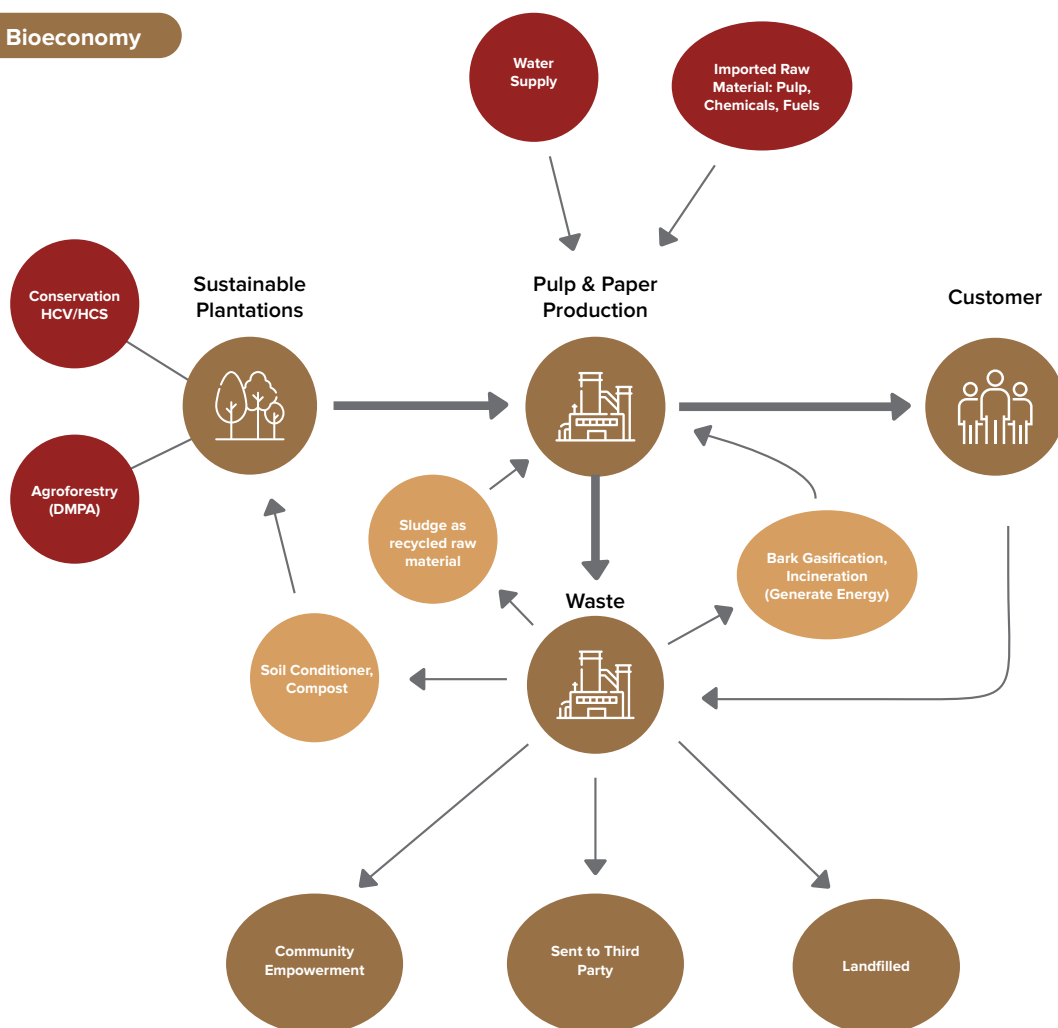 Bioeconomy
Water
Supply
Imported Raw
Material: Pulp,
Chemicals, Fuels
Conservation
HCV/HCS
Sustainable
Plantations
Pulp & Paper
Production
Customer
Agroforestry
(DMPA)
Sludge as
recycled raw
material
Bark Gasification,
Incineration
(Generate Energy)
Waste
Soil Conditioner,
Compost
Community
Empowerment
Sent to Third
Party
Landfilled